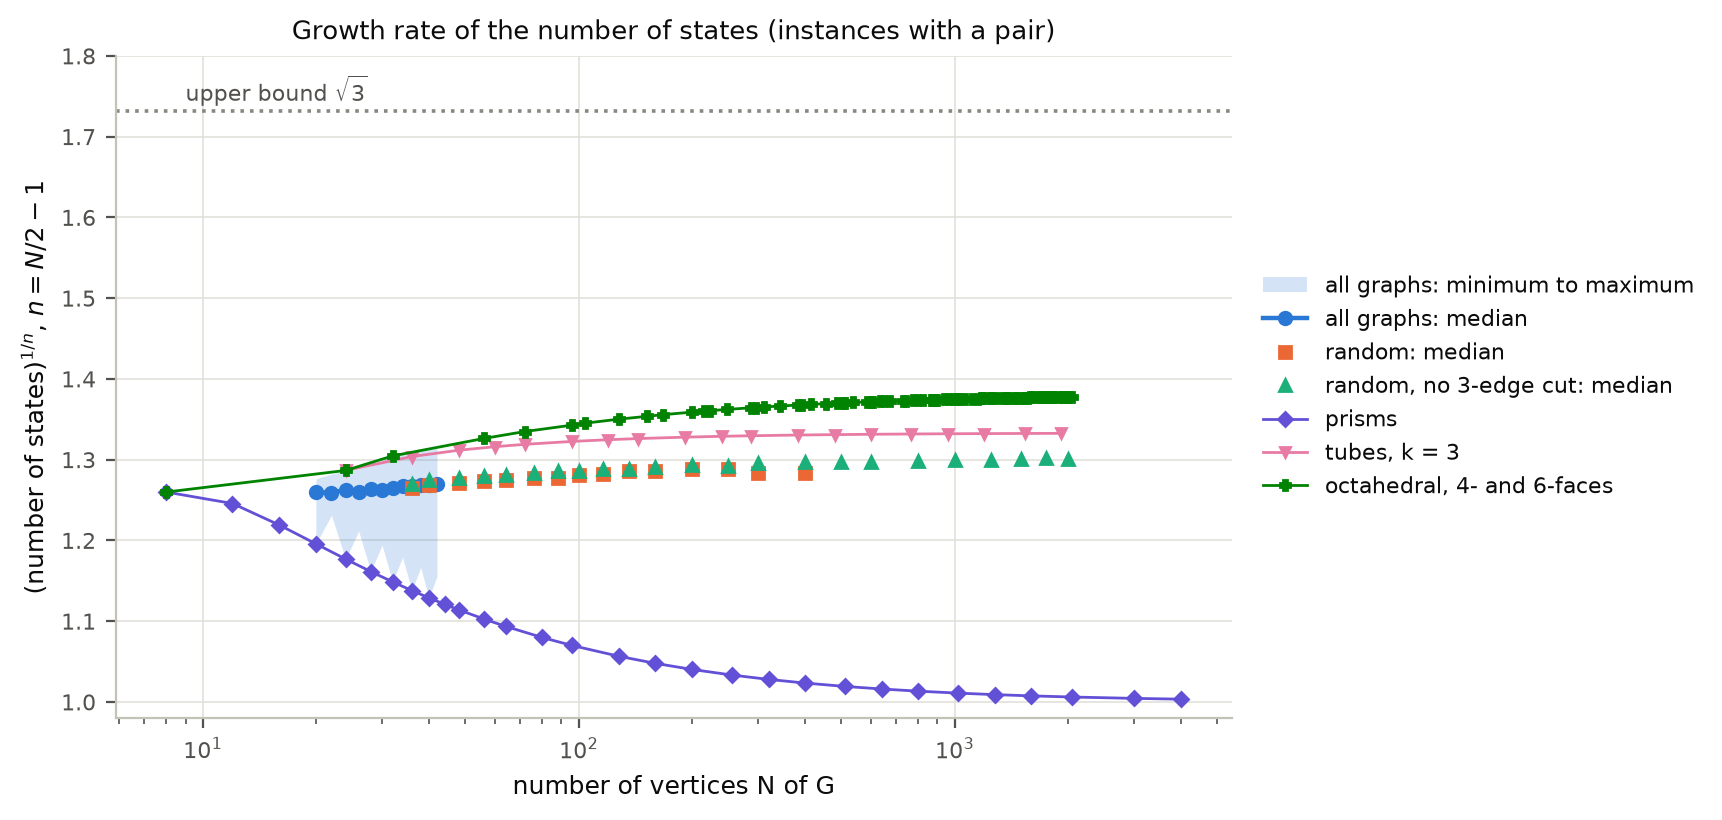 Growth rate of the number of states (instances with a pair)
(number of states)^{1/n}, n = N/2 − 1
1.8
1.7
1.6
1.5
1.4
1.3
1.2
1.1
1.0
upper bound √3
10^1
10^2
10^3
number of vertices N of G
all graphs: minimum to maximum
all graphs: median
random: median
random, no 3-edge cut: median
prisms
tubes, k = 3
octahedral, 4- and 6-faces